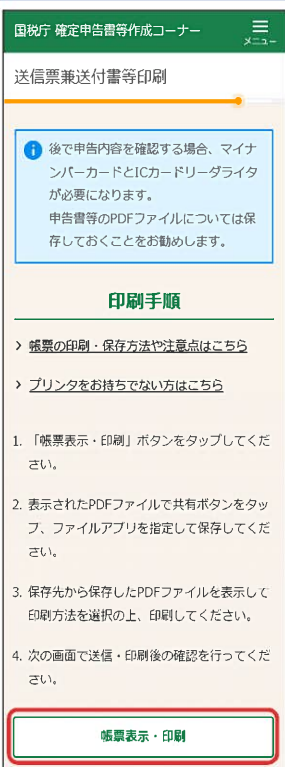 国税庁 確定申告書等作成コーナー
メニュー
送信票兼送付書等印刷
後で申告内容を確認する場合、マイナ
ンバーカードとICカードリーダライタ
が必要になります。
申告書等のPDFファイルについては保
存しておくことをお勧めします。
印刷手順
帳票の印刷・保存方法や注意点はこちら
プリンタをお持ちでない方はこちら
1. 「帳票表示・印刷」ボタンをタップしてくだ
さい。
2. 表示されたPDFファイルで共有ボタンをタッ
プ、ファイルアプリを指定して保存してくだ
さい。
3. 保存先から保存したPDFファイルを表示して
印刷方法を選択の上、印刷してください。
4. 次の画面で送信・印刷後の確認を行ってくだ
さい。
帳票表示・印刷